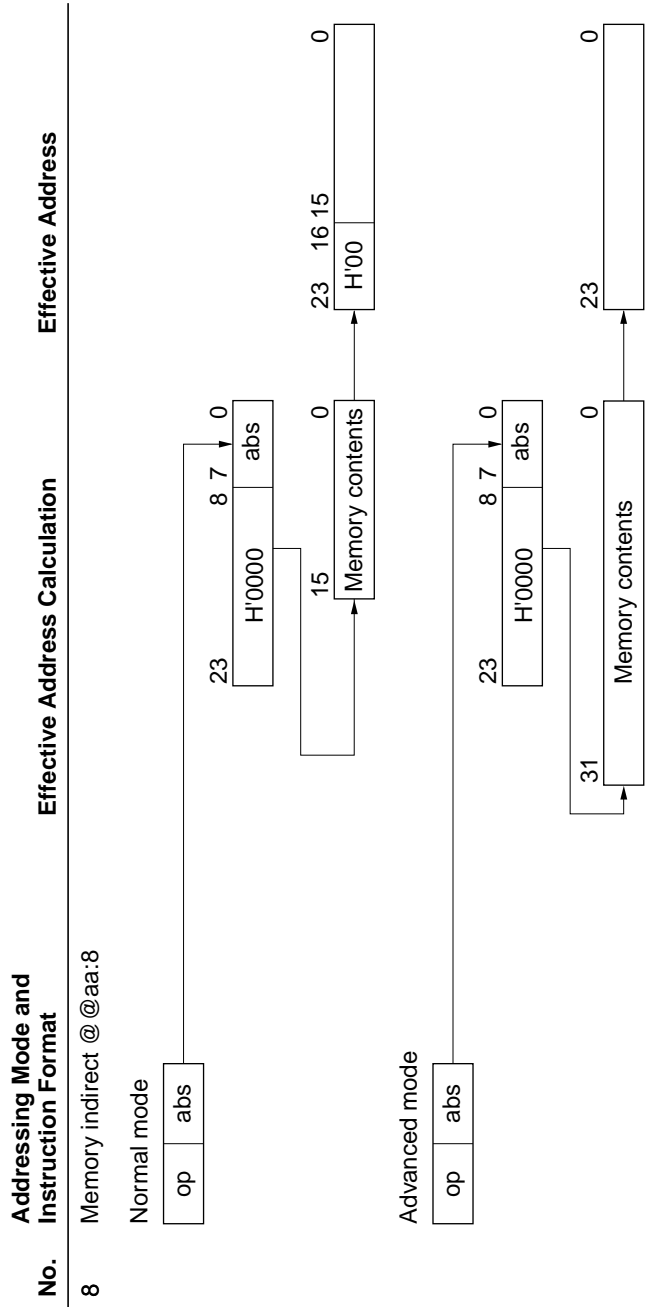 Addressing Mode and
No. Instruction Format Effective Address Calculation Effective Address
8 Memory indirect @@aa:8
Normal mode
op abs
23 8 7 0
H'0000 abs
15 0
Memory contents
23 16 15 0
H'00
Advanced mode
op abs
23 8 7 0
H'0000 abs
31 0
Memory contents
23 0